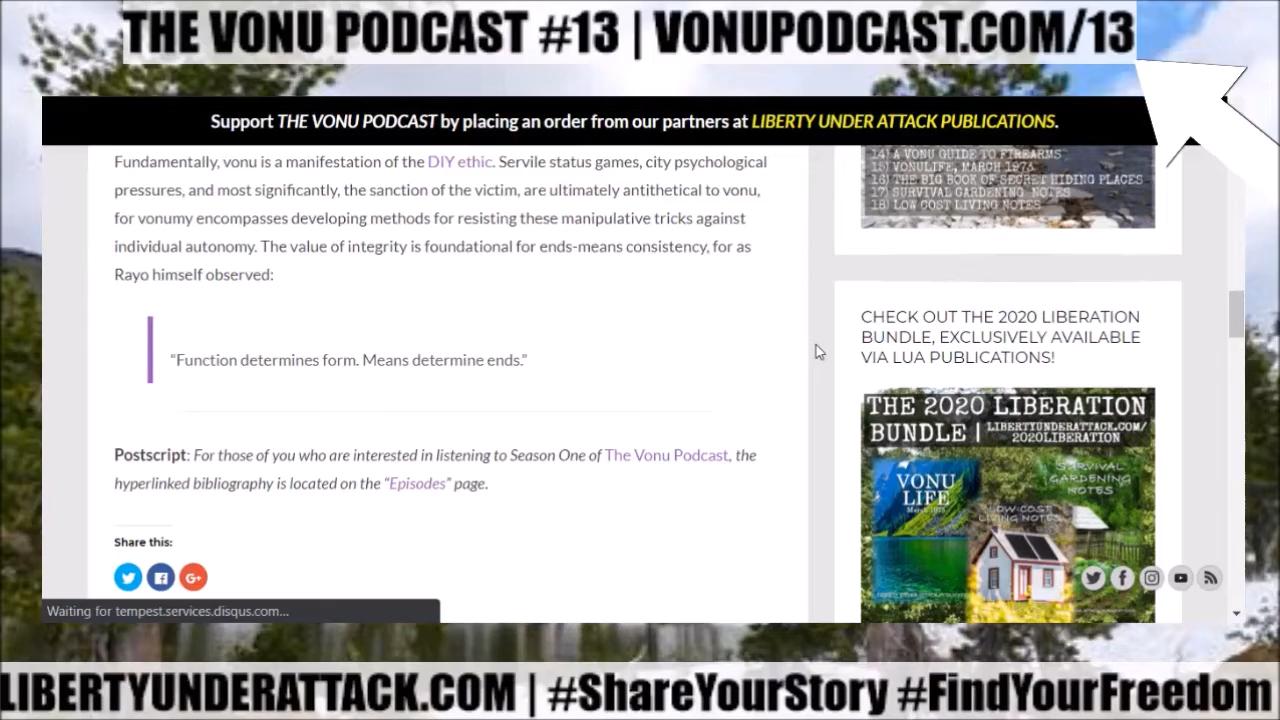 THE VONU PODCAST #13 | VONUPODCAST.COM/13
Support THE VONU PODCAST by placing an order from our partners at LIBERTY UNDER ATTACK PUBLICATIONS.
Fundamentally, vonu is a manifestation of the DIY ethic. Servile status games, city psychological
pressures, and most significantly, the sanction of the victim, are ultimately antithetical to vonu,
for vonumy encompasses developing methods for resisting these manipulative tricks against
individual autonomy. The value of integrity is foundational for ends-means consistency, for as
Rayo himself observed:
“Function determines form. Means determine ends.”
Postscript: For those of you who are interested in listening to Season One of The Vonu Podcast, the
hyperlinked bibliography is located on the “Episodes” page.
Share this:
Waiting for tempest.services.disqus.com...
14) A VONU GUIDE TO FIREARMS
15) VONULIFE, MARCH 1973
16) THE BIG BOOK OF SECRET HIDING PLACES
17) SURVIVAL GARDENING NOTES
18) LOW COST LIVING NOTES
CHECK OUT THE 2020 LIBERATION
BUNDLE, EXCLUSIVELY AVAILABLE
VIA LUA PUBLICATIONS!
THE 2020 LIBERATION
BUNDLE | LIBERTYUNDERATTACK.COM/
2020LIBERATION
VONU
LIFE
March 1973
SURVIVAL
GARDENING
NOTES
LOW-COST
LIVING NOTES
LIBERTYUNDERATTACK.COM | #ShareYourStory #FindYourFreedom